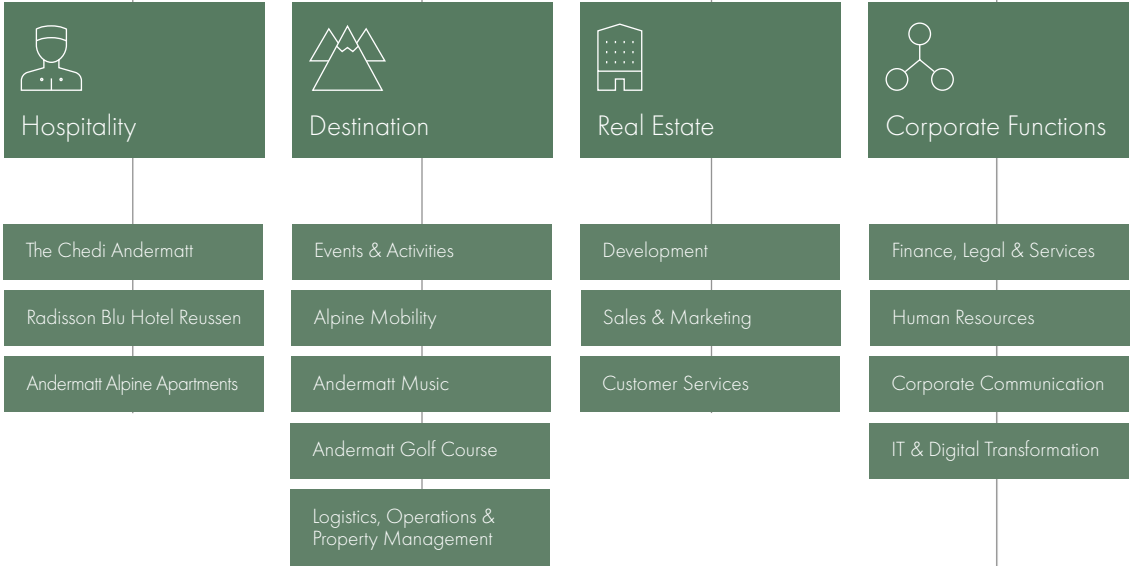 Hospitality
The Chedi Andermatt
Radisson Blu Hotel Reussen
Andermatt Alpine Apartments
Destination
Events & Activities
Alpine Mobility
Andermatt Music
Andermatt Golf Course
Logistics, Operations &
Property Management
Real Estate
Development
Sales & Marketing
Customer Services
Corporate Functions
Finance, Legal & Services
Human Resources
Corporate Communication
IT & Digital Transformation